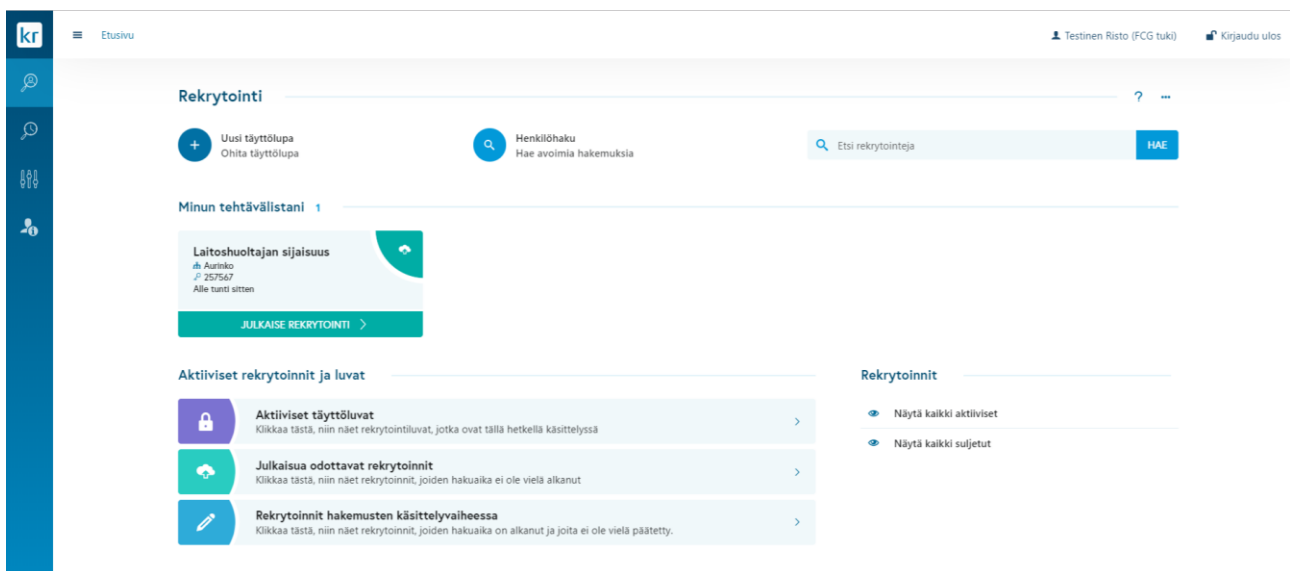 kr
Etusivu
Testinen Risto (FCG tuki)
Kirjaudu ulos
Rekrytointi
?
Uusi täyttölupa
Ohita täyttölupa
Henkilöhaku
Hae avoimia hakemuksia
Etsi rekrytointeja
HAE
Minun tehtävälistani 1
Laitoshuoltajan sijaisuus
Aurinko
257567
Alle tunti sitten
JULKAISE REKRYTOINTI
Aktiiviset rekrytoinnit ja luvat
Aktiiviset täyttöluvat
Klikkaa tästä, niin näet rekrytointiluvat, jotka ovat tällä hetkellä käsittelyssä
Julkaisua odottavat rekrytoinnit
Klikkaa tästä, niin näet rekrytoinnit, joiden hakuaika ei ole vielä alkanut
Rekrytoinnit hakemusten käsittelyvaiheessa
Klikkaa tästä, niin näet rekrytoinnit, joiden hakuaika on alkanut ja joita ei ole vielä päätetty.
Rekrytoinnit
Näytä kaikki aktiiviset
Näytä kaikki suljetut